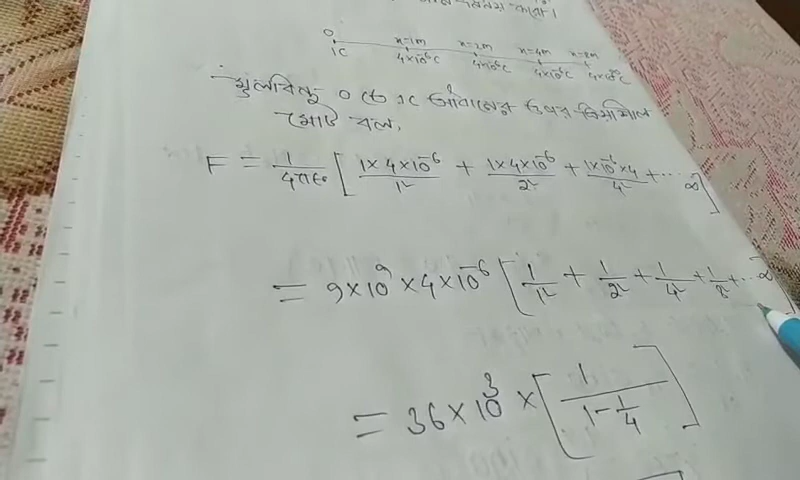 করো।
0 x=1m x=2m x=4m x=8m
1C 4×10⁻⁶C 4×10⁻⁶C 4×10⁻⁶C 4×10⁻⁶C
মূলবিন্দু 0 তে 1C আধানের উপর ক্রিয়াশীল
মোট বল,
F = 1/4πϵ₀ [ 1×4×10⁻⁶/1² + 1×4×10⁻⁶/2² + 1×10⁻⁶×4/4² + ... ∞ ]
= 9×10⁹ × 4×10⁻⁶ [ 1/1² + 1/2² + 1/4² + 1/8² + ... ∞ ]
= 36×10³ × [ 1/(1 - 1/4) ]